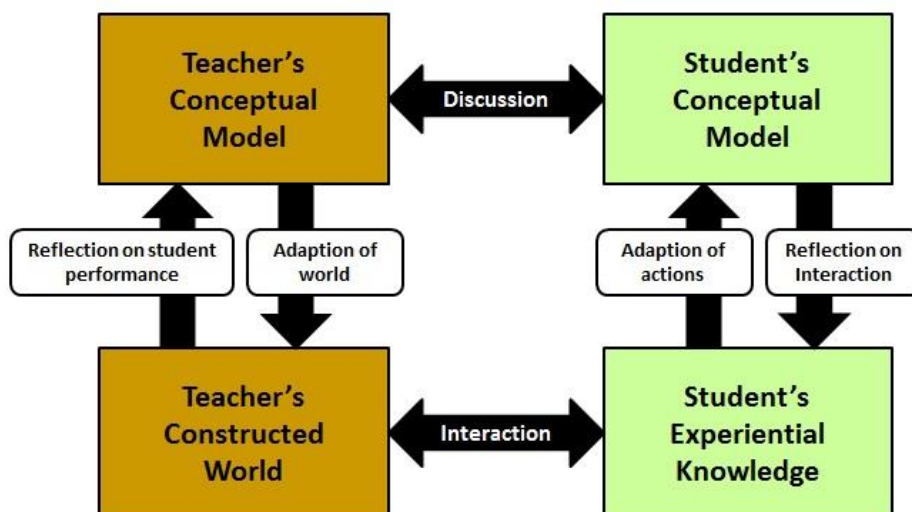 Teacher's
Conceptual
Model
Discussion
Student's
Conceptual
Model
Reflection on student
performance
Adaption of
world
Adaption of
actions
Reflection on
Interaction
Teacher's
Constructed
World
Interaction
Student's
Experiential
Knowledge